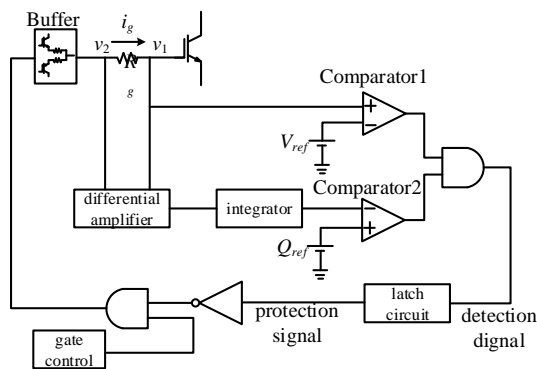 Buffer
i_g
v_2
v_1
R
g
Comparator1
+
−
V_ref
Comparator2
−
+
Q_ref
differential
amplifier
integrator
protection
signal
latch
circuit
detection
dignal
gate
control